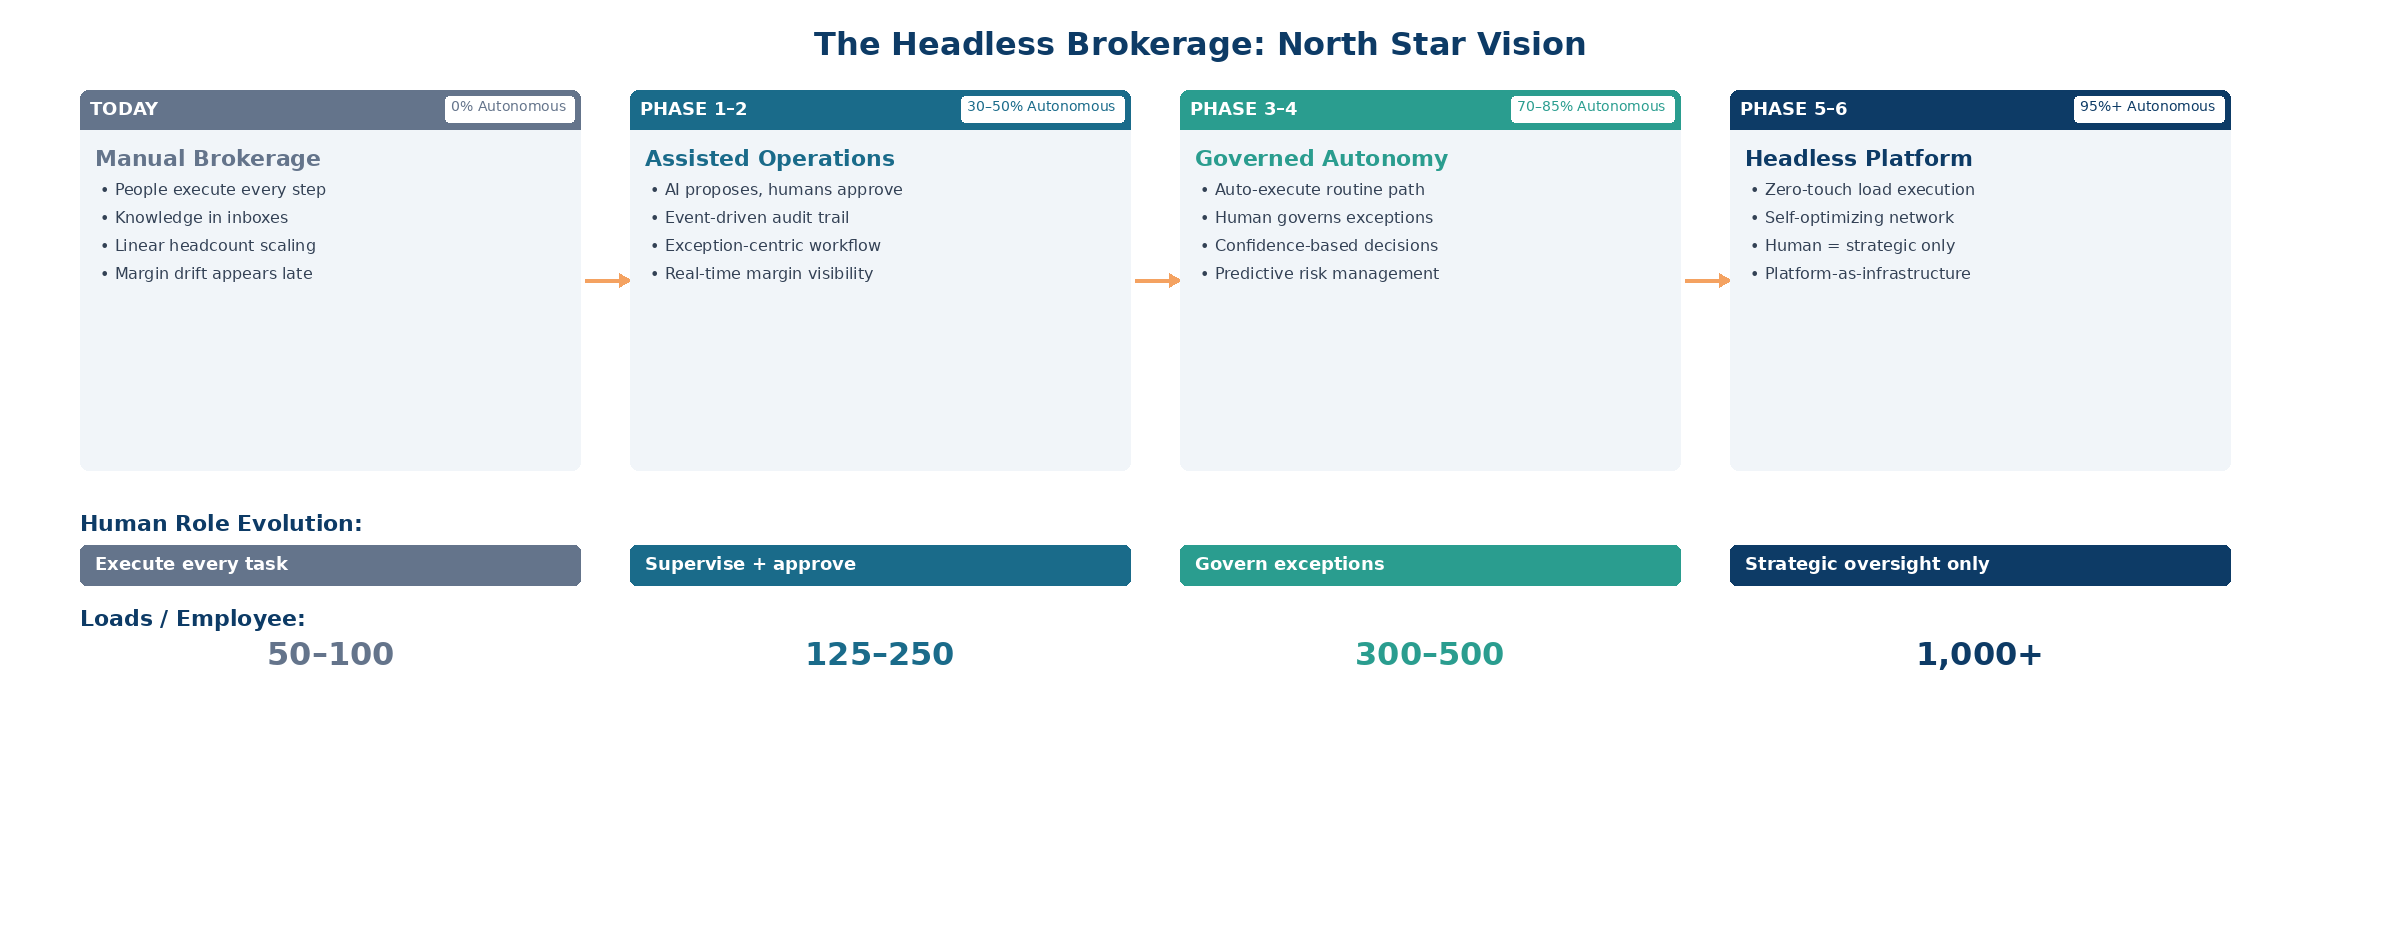 The Headless Brokerage: North Star Vision
TODAY
0% Autonomous
Manual Brokerage
• People execute every step
• Knowledge in inboxes
• Linear headcount scaling
• Margin drift appears late
PHASE 1–2
30–50% Autonomous
Assisted Operations
• AI proposes, humans approve
• Event-driven audit trail
• Exception-centric workflow
• Real-time margin visibility
PHASE 3–4
70–85% Autonomous
Governed Autonomy
• Auto-execute routine path
• Human governs exceptions
• Confidence-based decisions
• Predictive risk management
PHASE 5–6
95%+ Autonomous
Headless Platform
• Zero-touch load execution
• Self-optimizing network
• Human = strategic only
• Platform-as-infrastructure
Human Role Evolution:
Execute every task
Supervise + approve
Govern exceptions
Strategic oversight only
Loads / Employee:
50–100
125–250
300–500
1,000+